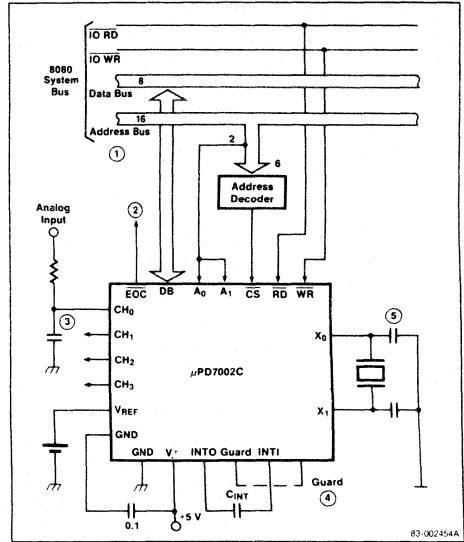 IO RD
IO WR
8080
System
Bus
8
Data Bus
16
Address Bus
1
2
6
Address
Decoder
Analog
Input
2
EOC DB A0 A1 CS RD WR
CH0
3
CH1
CH2
CH3
VREF
GND
μPD7002C
X0
5
X1
GND V+ INTO Guard INTI
Guard
4
CINT
0.1
+5 V
83-002454A